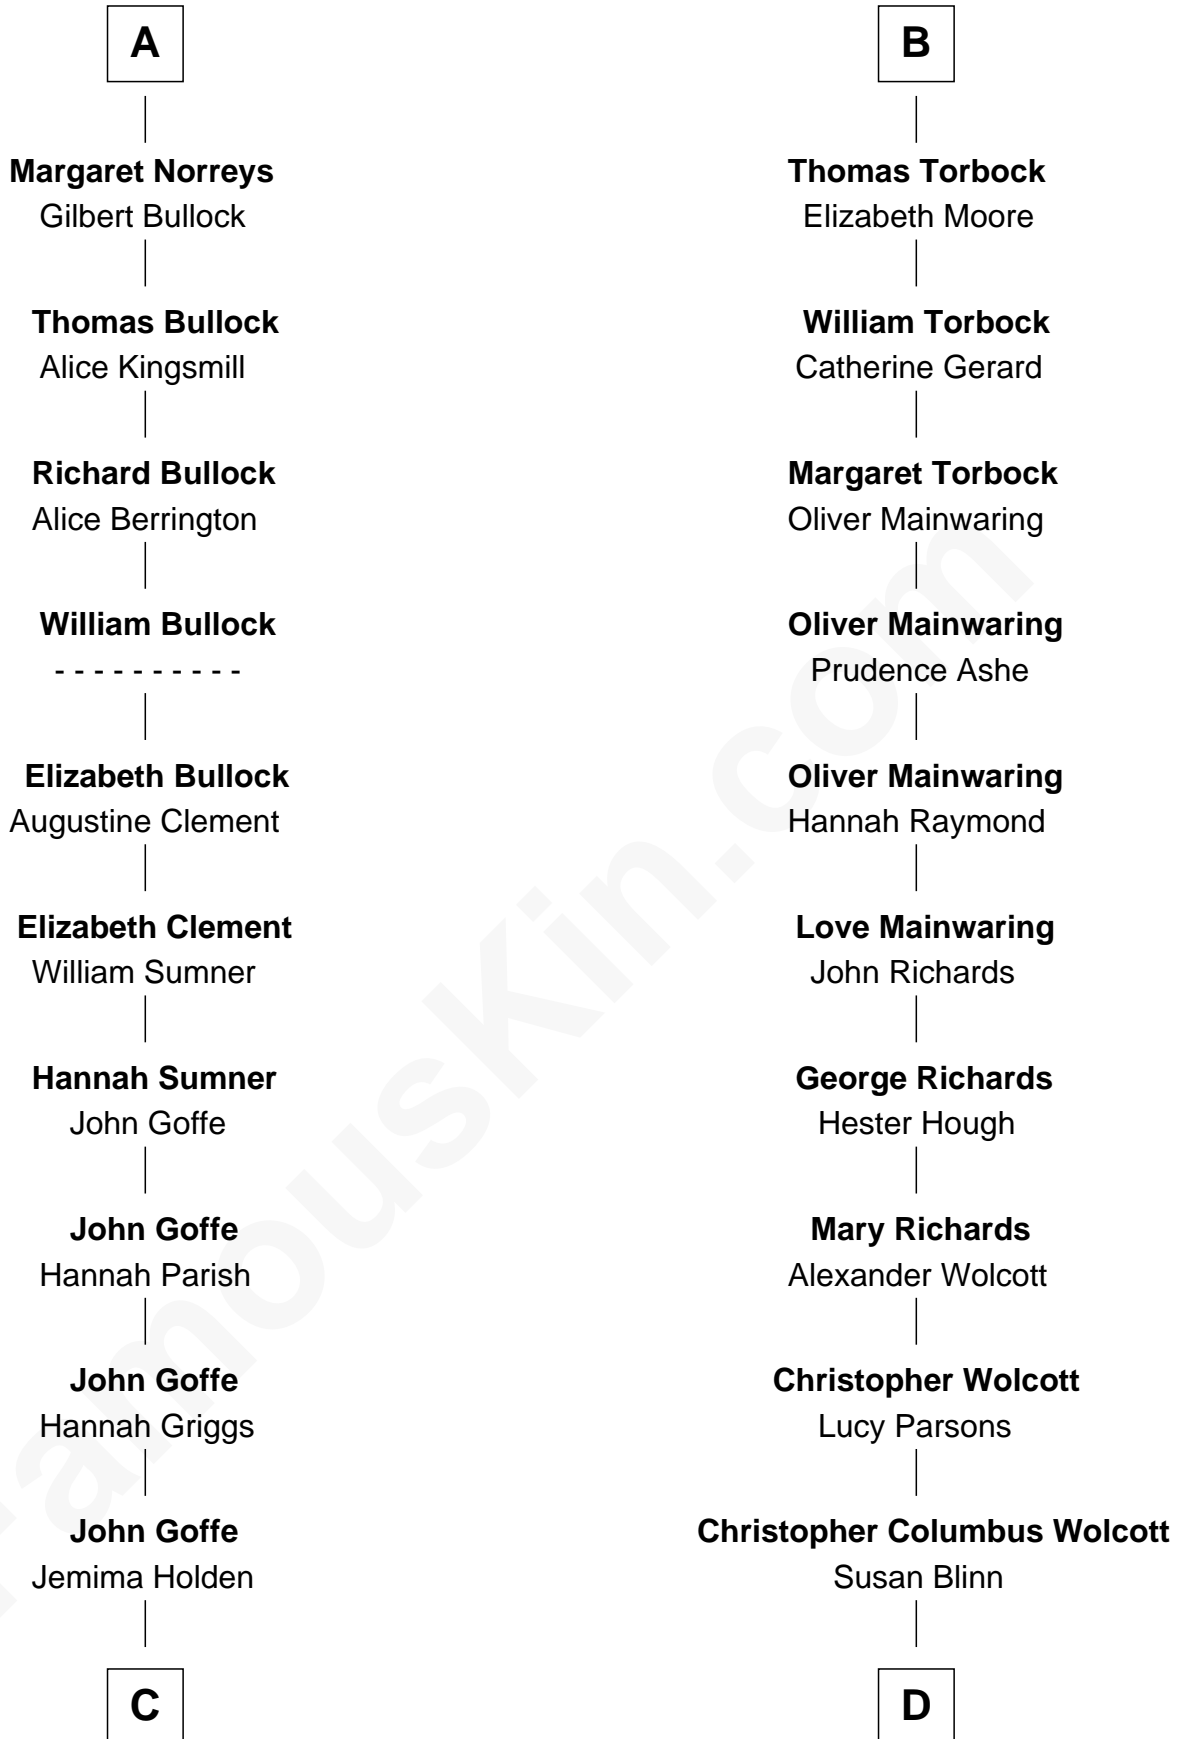 A
Margaret Norreys
Gilbert Bullock
Thomas Bullock
Alice Kingsmill
Richard Bullock
Alice Berrington
William Bullock
- - - - - - - - - -
Elizabeth Bullock
Augustine Clement
Elizabeth Clement
William Sumner
Hannah Sumner
John Goffe
John Goffe
Hannah Parish
John Goffe
Hannah Griggs
John Goffe
Jemima Holden
C
B
Thomas Torbock
Elizabeth Moore
William Torbock
Catherine Gerard
Margaret Torbock
Oliver Mainwaring
Oliver Mainwaring
Prudence Ashe
Oliver Mainwaring
Hannah Raymond
Love Mainwaring
John Richards
George Richards
Hester Hough
Mary Richards
Alexander Wolcott
Christopher Wolcott
Lucy Parsons
Christopher Columbus Wolcott
Susan Blinn
D
FamousKin.com